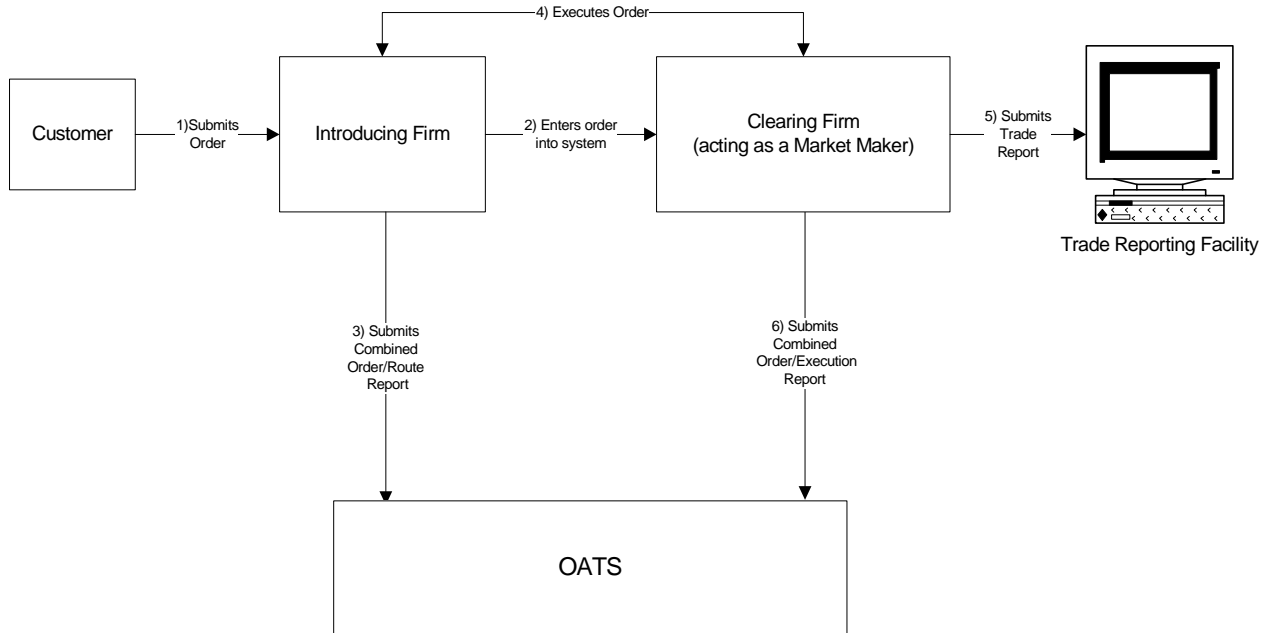 4) Executes Order
Customer
1)Submits
Order
Introducing Firm
2) Enters order
into system
Clearing Firm
(acting as a Market Maker)
5) Submits
Trade
Report
Trade Reporting Facility
3) Submits
Combined
Order/Route
Report
6) Submits
Combined
Order/Execution
Report
OATS